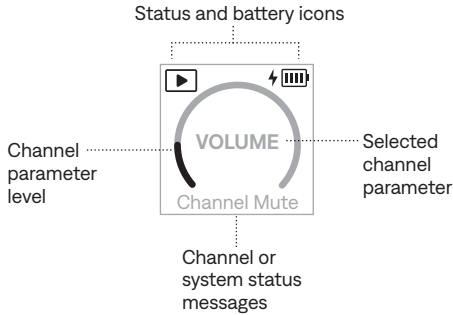 Status and battery icons
VOLUME
Channel Mute
Channel
parameter
level
Selected
channel
parameter
Channel or
system status
messages